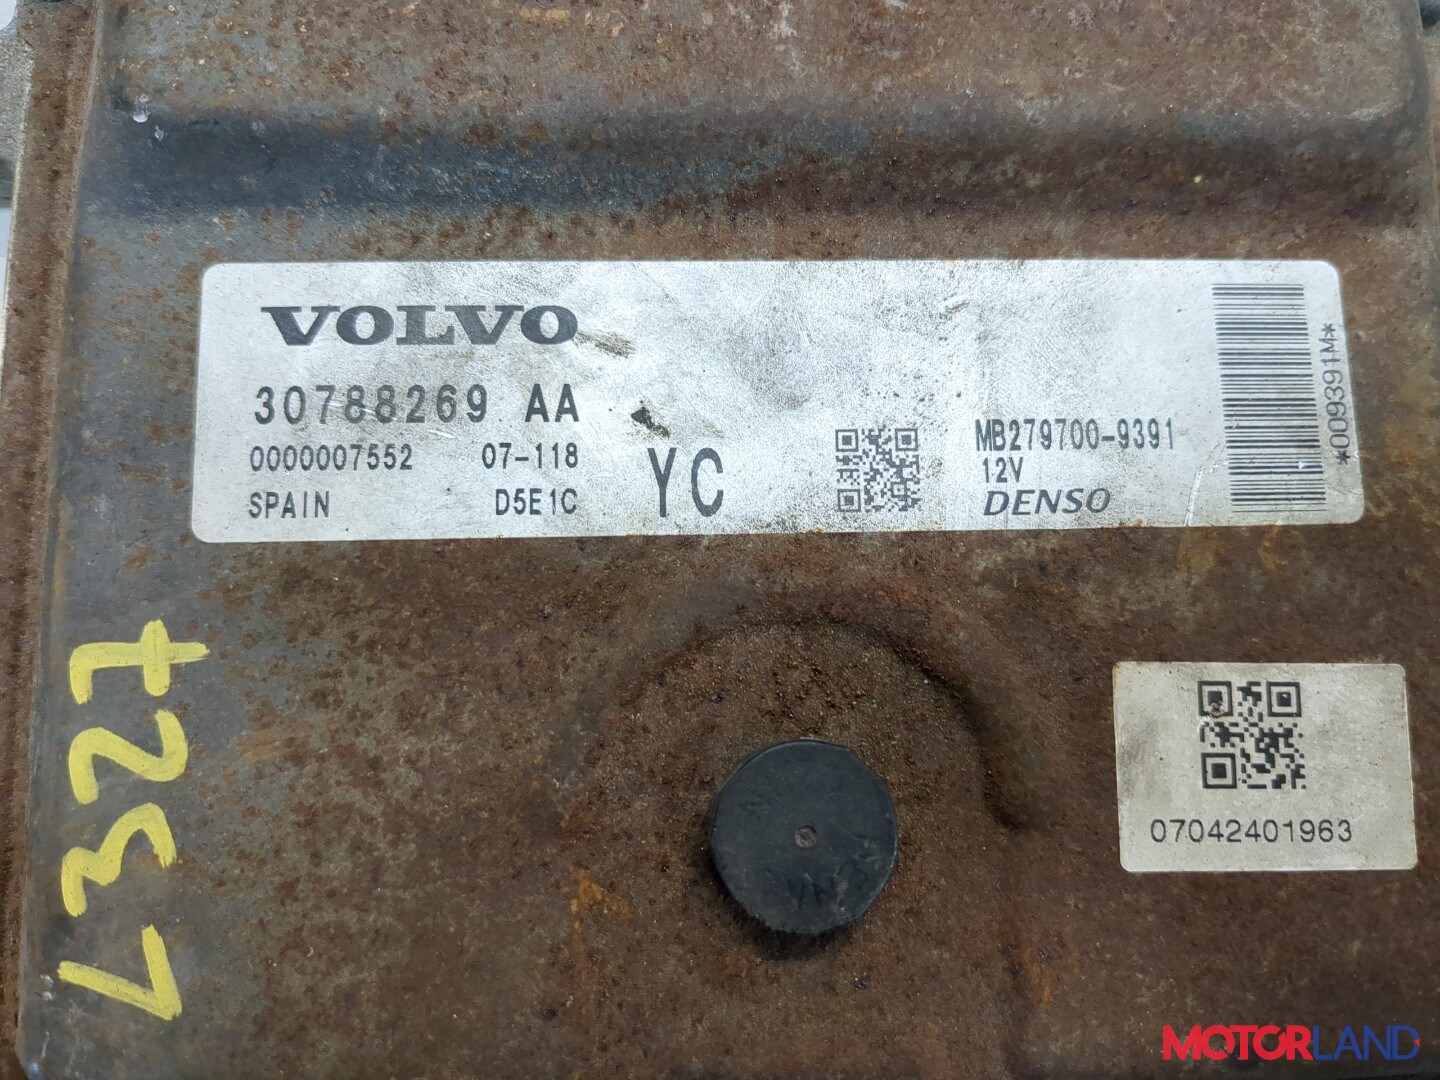 VOLVO
30788269 AA
0000007552 07-118
SPAIN D5E1C
YC
MB279700-9391
12V
DENSO
*009391M*
07042401963
L327
MOTORLAND